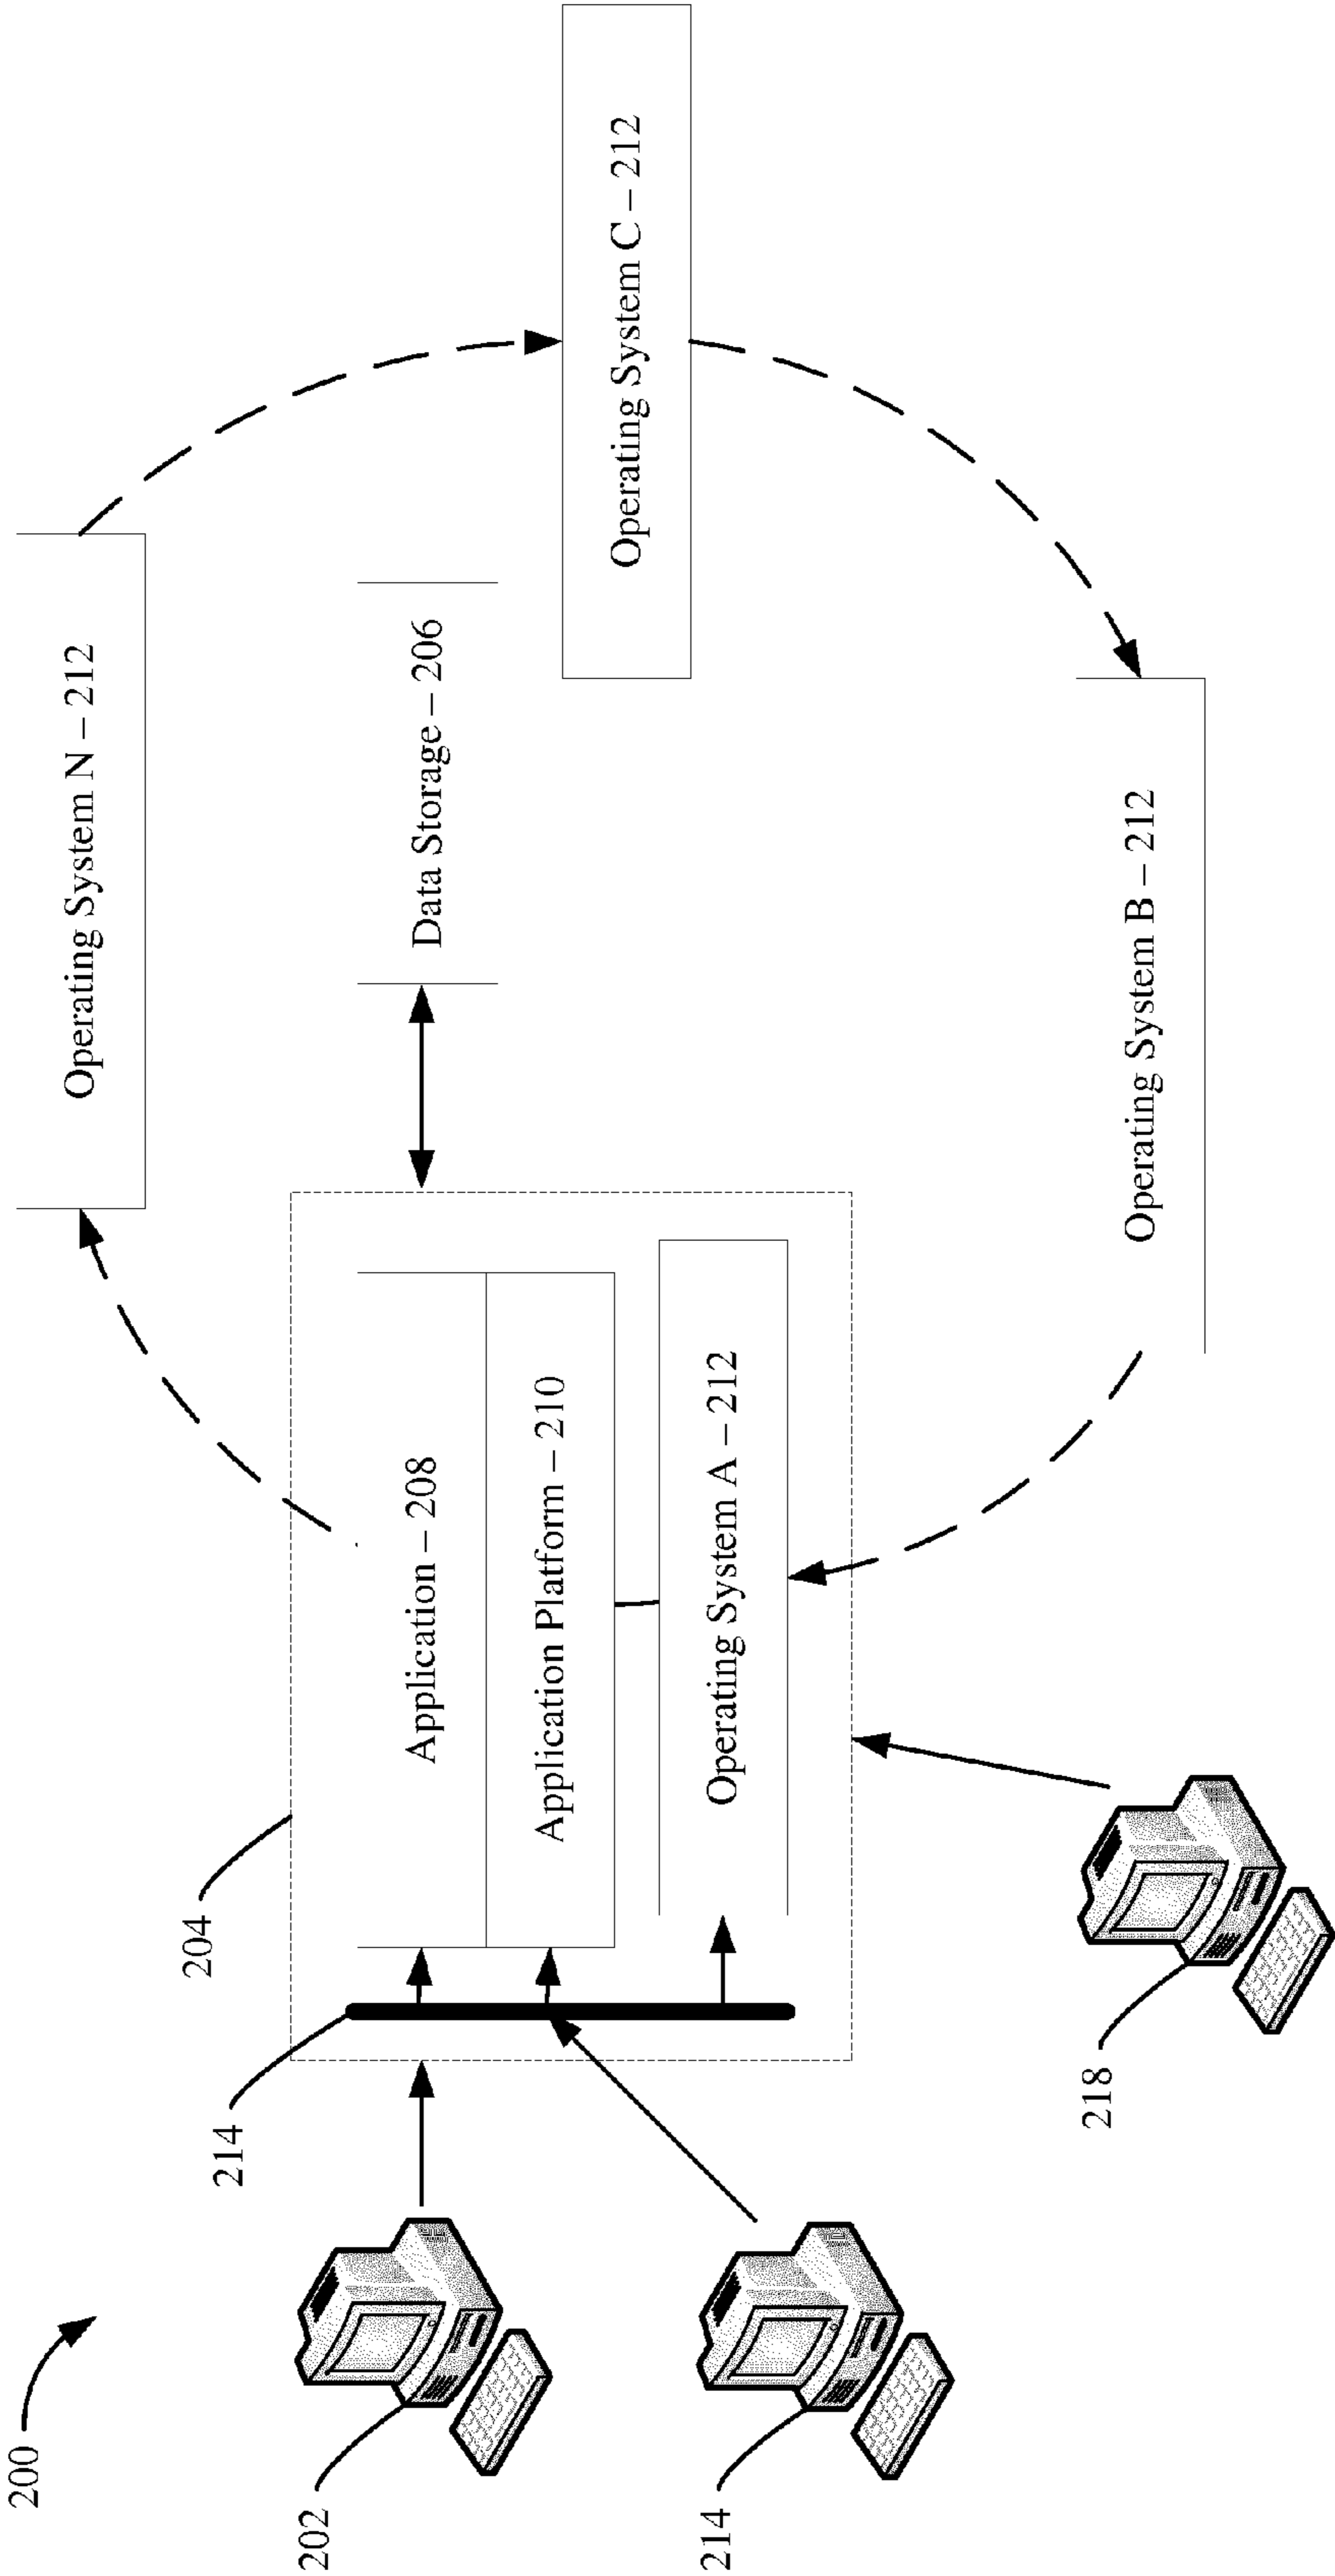 200
202
204
214
214
218
Application – 208
Application Platform – 210
Operating System A – 212
Data Storage – 206
Operating System N – 212
Operating System C – 212
Operating System B – 212